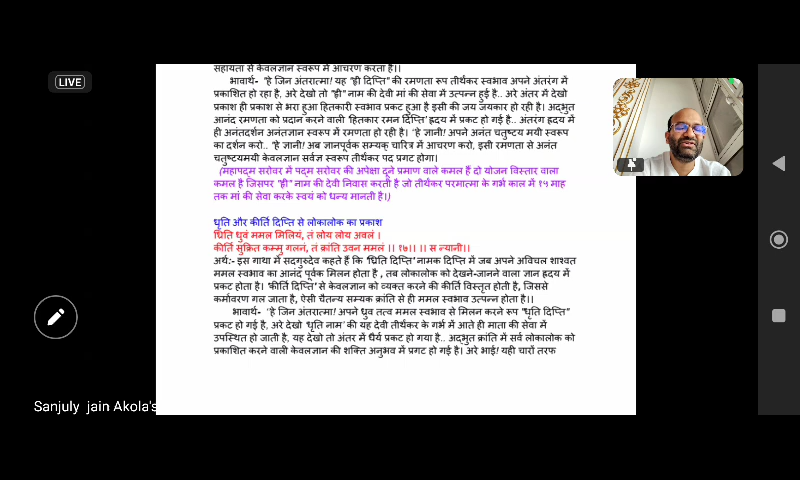 LIVE
सहायता से केवलज्ञान स्वरूप में आचरण करता है।।
भावार्थ- "हे जिन अंतरात्मा! यह "ह्री दिप्ति" की रमणता रूप तीर्थकर स्वभाव अपने अंतरंग में
प्रकाशित हो रहा है, अरे देखो तो "ह्री" नाम की देवी मां की सेवा में उत्पन्न हुई है.. अरे अंतर में देखो
प्रकाश ही प्रकाश से भरा हुआ हितकारी स्वभाव प्रकट हुआ है इसी की जय जयकार हो रही है। अद्भुत
आनंद रमणता को प्रदान करने वाली 'हितकार रमन दिप्ति' ह्रदय में प्रकट हो गई है.. अंतरंग ह्रदय में
ही अनंतदर्शन अनंतज्ञान स्वरूप में रमणता हो रही है। 'हे ज्ञानी! अपने अनंत चतुष्टय मयी स्वरूप
का दर्शन करो.. 'हे ज्ञानी! अब ज्ञानपूर्वक सम्यक् चारित्र में आचरण करो, इसी रमणता से अनंत
चतुष्टयमयी केवलज्ञान सर्वज्ञ स्वरूप तीर्थकर पद प्रगट होगा।
(महापद्म सरोवर में पद्म सरोवर की अपेक्षा दूने प्रमाण वाले कमल हैं दो योजन विस्तार वाला
कमल है जिसपर "ह्री" नाम की देवी निवास करती है जो तीर्थकर परमात्मा के गर्भ काल में १५ माह
तक मां की सेवा करके स्वयं को धन्य मानती है।)
धृति और कीर्ति दिप्ति से लोकालोक का प्रकाश
ध्रिति धुवं ममल मिलियं, तं लोय लोय अवलं ।
कीर्ति सुक्रित कम्मु गलनं, तं क्रांति उवन ममलं ।। १७।। ।। स न्यानी।।
अर्थ:- इस गाथा में सदगुरुदेव कहते हैं कि 'ध्रिति दिप्ति' नामक दिप्ति में जब अपने अविचल शाश्वत
ममल स्वभाव का आनंद पूर्वक मिलन होता है , तब लोकालोक को देखने-जानने वाला ज्ञान ह्रदय में
प्रकट होता है। 'कीर्ति दिप्ति' से केवलज्ञान को व्यक्त करने की कीर्ति विस्तृत होती है, जिससे
कर्मावरण गल जाता है, ऐसी चैतन्य सम्यक क्रांति से ही ममल स्वभाव उत्पन्न होता है।।
भावार्थ- 'हे जिन अंतरात्मा! अपने ध्रुव तत्व ममल स्वभाव से मिलन करने रूप "धृति दिप्ति"
प्रकट हो गई है, अरे देखो 'धृति नाम' की यह देवी तीर्थकर के गर्भ में आते ही माता की सेवा में
उपस्थित हो जाती है, यह देखो तो अंतर में धैर्य प्रकट हो गया है.. अद्भुत क्रांति में सर्व लोकालोक को
प्रकाशित करने वाली केवलज्ञान की शक्ति अनुभव में प्रगट हो गई है। अरे भाई! यही चारों तरफ
Sanjuly jain Akola's